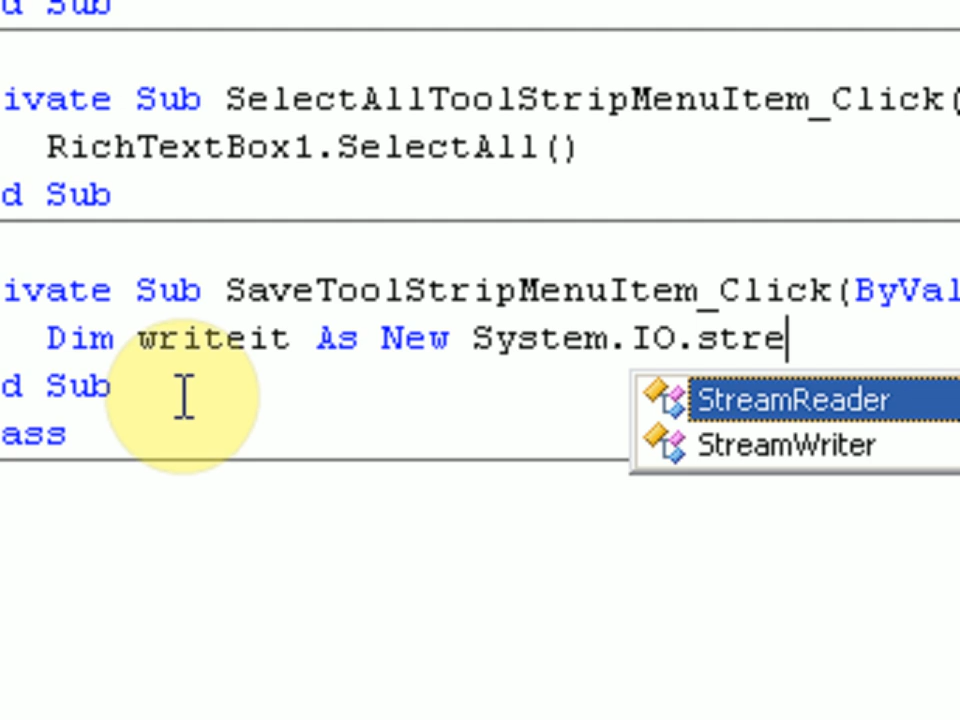 d Sub
ivate Sub SelectAllToolStripMenuItem_Click(
RichTextBox1.SelectAll()
d Sub
ivate Sub SaveToolStripMenuItem_Click(ByVal
Dim writeit As New System.IO.stre
d Sub
StreamReader
ass
StreamWriter